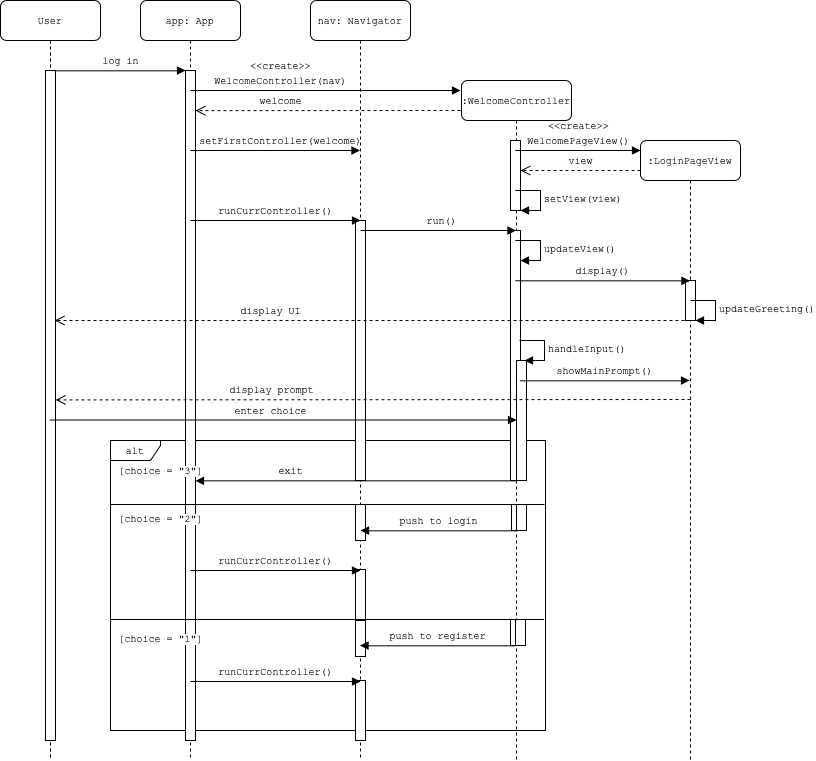 User
app: App
nav: Navigator
log in
<<create>>
WelcomeController(nav)
welcome
:WelcomeController
<<create>>
setFirstController(welcome)
WelcomePageView()
view
:LoginPageView
setView(view)
runCurrController()
run()
updateView()
display()
display UI
updateGreeting()
handleInput()
showMainPrompt()
display prompt
enter choice
alt
[choice = "3"]
exit
[choice = "2"]
push to login
runCurrController()
[choice = "1"]
push to register
runCurrController()